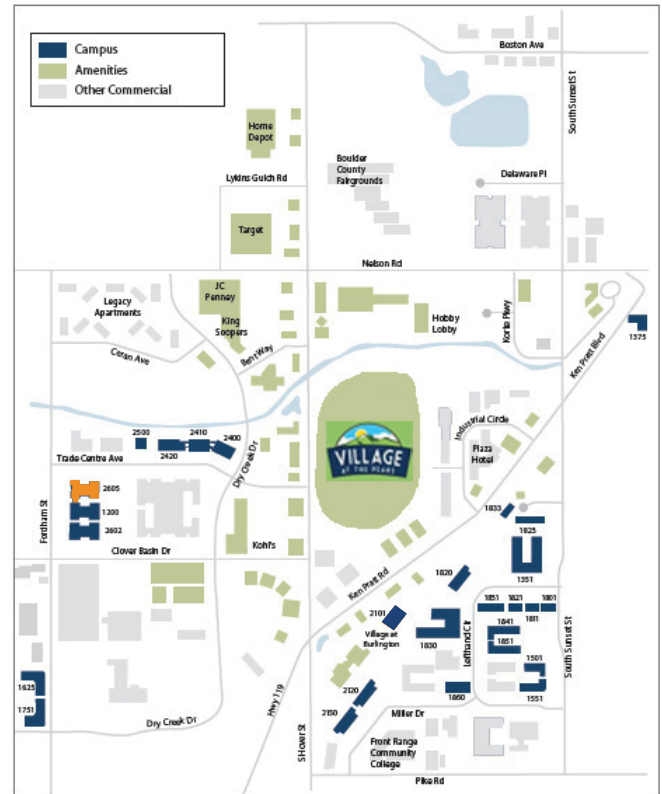 Campus
Amenities
Other Commercial
Boston Ave
South Sunset St
Home
Depot
Lykins Gulch Rd
Boulder
County
Fairgrounds
Delaware Pl
Target
Nelson Rd
JC
Penney
King
Soopers
Legacy
Apartments
Hobby
Lobby
Korte Pkwy
Ken Pratt Blvd
1375
Bent Way
Ceran Ave
2500
2410
2400
2420
Trade Centre Ave
Dry Creek Dr
VILLAGE
AT THE PEAKS
Industrial Circle
Plaza
Hotel
Fordham St
2605
1200
2602
Clover Basin Dr
Kohl's
1833
1825
1351
Ken Pratt Rd
1820
2101
Village at
Burlington
1830
Lefthand Cir
1851
1821
1811
1801
1841
1851
1501
1551
South Sunset St
1625
1751
Dry Creek Dr
Hwy 119
S Hover St
2120
2150
1860
Miller Dr
Front Range
Community
College
Pike Rd